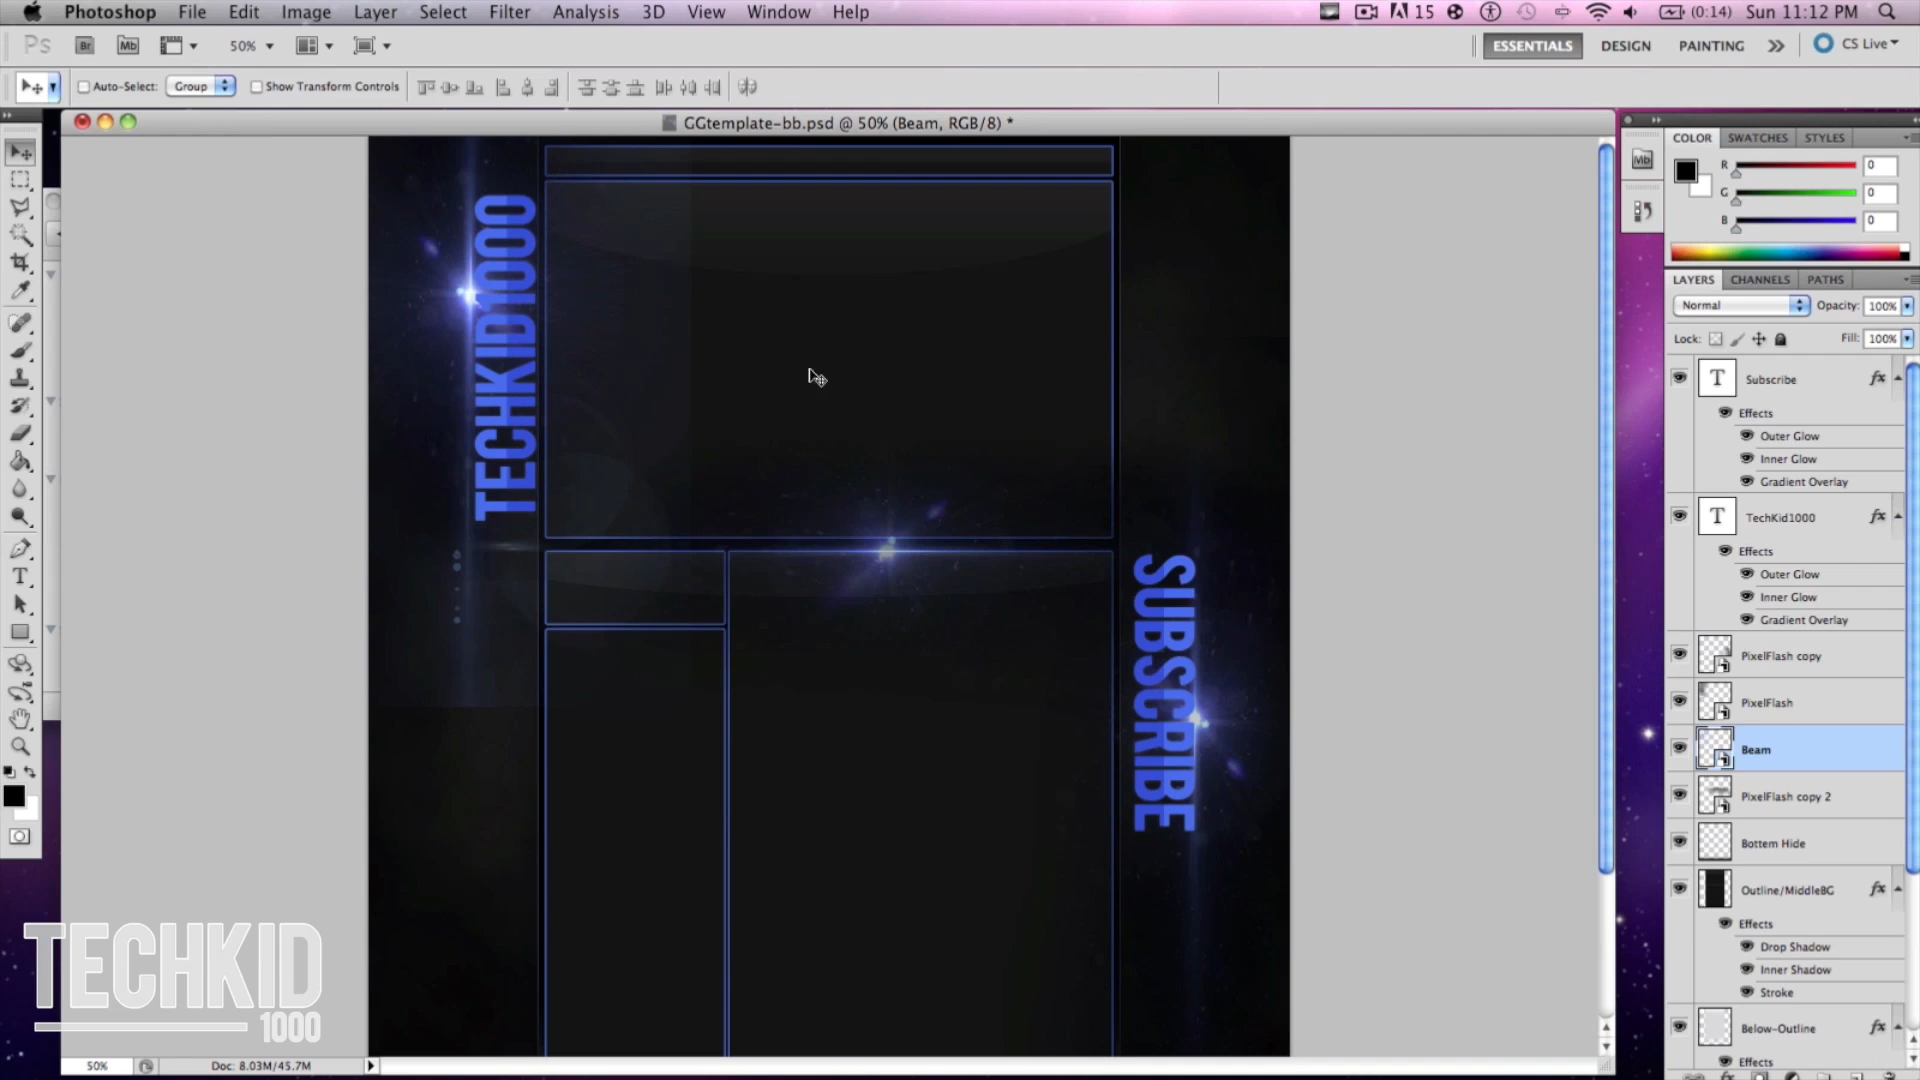 Photoshop File Edit Image Layer Select Filter Analysis 3D View Window Help 15 (0:14) Sun 11:12 PM
Ps Br Mb 50% ESSENTIALS DESIGN PAINTING CS Live
Auto-Select: Group Show Transform Controls
GGtemplate-bb.psd @ 50% (Beam, RGB/8) *
TECHKID1000
SUBSCRIBE
TECHKID
1000
50% Doc: 8.03M/45.7M
Mb
COLOR SWATCHES STYLES
R 0
G 0
B 0
LAYERS CHANNELS PATHS
Normal Opacity: 100%
Lock: Fill: 100%
T Subscribe fx
Effects
Outer Glow
Inner Glow
Gradient Overlay
T TechKid1000 fx
Effects
Outer Glow
Inner Glow
Gradient Overlay
PixelFlash copy
PixelFlash
Beam
PixelFlash copy 2
Bottem Hide
Outline/MiddleBG fx
Effects
Drop Shadow
Inner Shadow
Stroke
Below-Outline fx
Effects